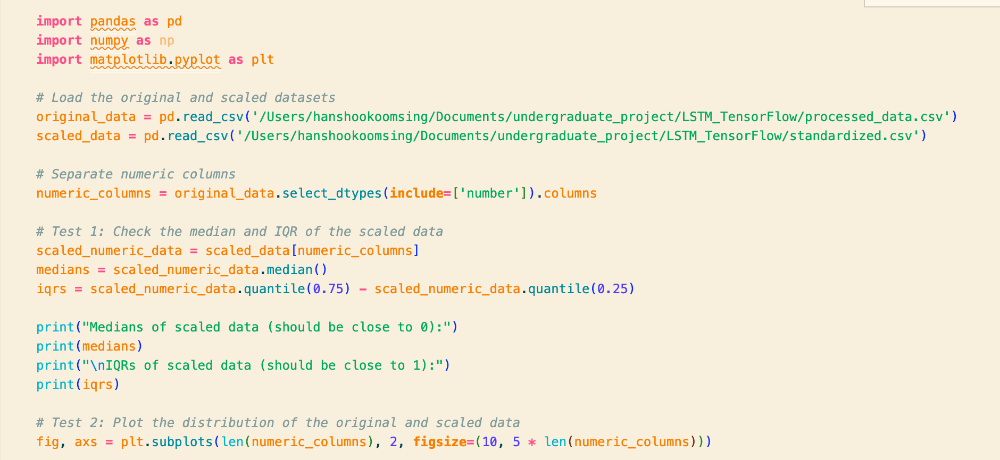 import pandas as pd
import numpy as np
import matplotlib.pyplot as plt
# Load the original and scaled datasets
original_data = pd.read_csv('/Users/hanshookoomsing/Documents/undergraduate_project/LSTM_TensorFlow/processed_data.csv')
scaled_data = pd.read_csv('/Users/hanshookoomsing/Documents/undergraduate_project/LSTM_TensorFlow/standardized.csv')
# Separate numeric columns
numeric_columns = original_data.select_dtypes(include=['number']).columns
# Test 1: Check the median and IQR of the scaled data
scaled_numeric_data = scaled_data[numeric_columns]
medians = scaled_numeric_data.median()
iqrs = scaled_numeric_data.quantile(0.75) - scaled_numeric_data.quantile(0.25)
print("Medians of scaled data (should be close to 0):")
print(medians)
print("\nIQRs of scaled data (should be close to 1):")
print(iqrs)
# Test 2: Plot the distribution of the original and scaled data
fig, axs = plt.subplots(len(numeric_columns), 2, figsize=(10, 5 * len(numeric_columns)))